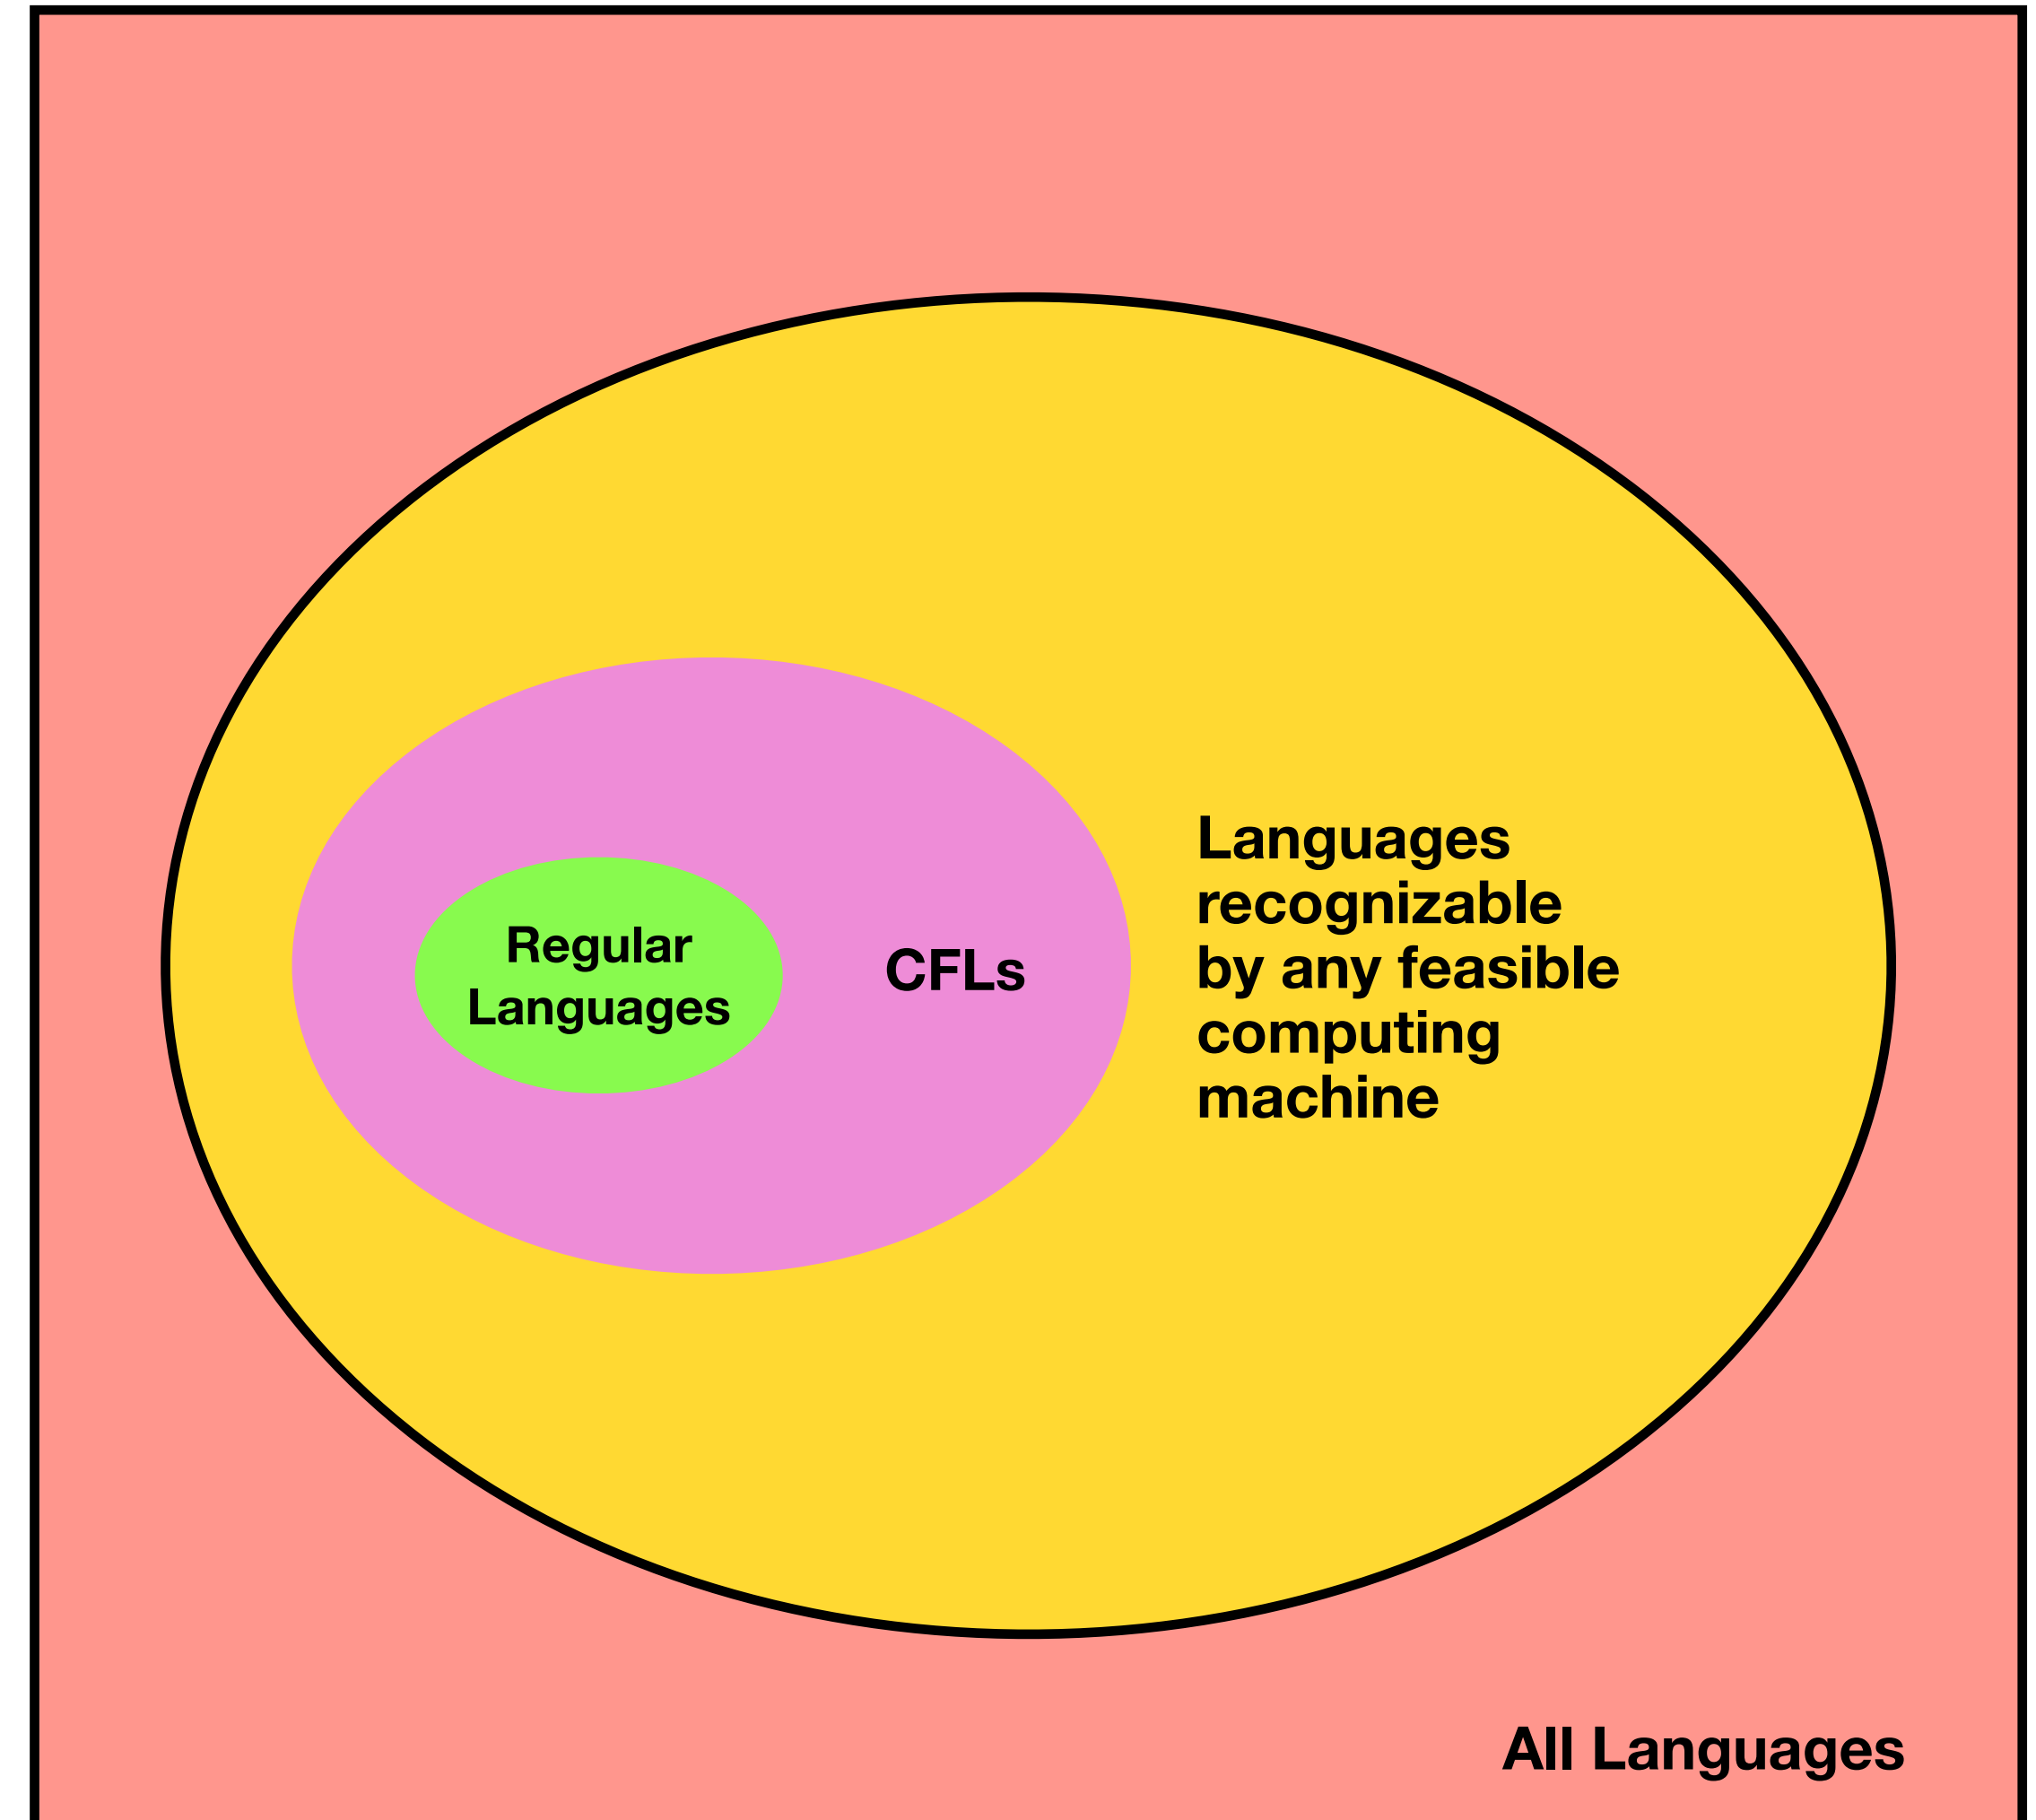 Regular
Languages
CFLs
Languages
recognizable
by any feasible
computing
machine
All Languages